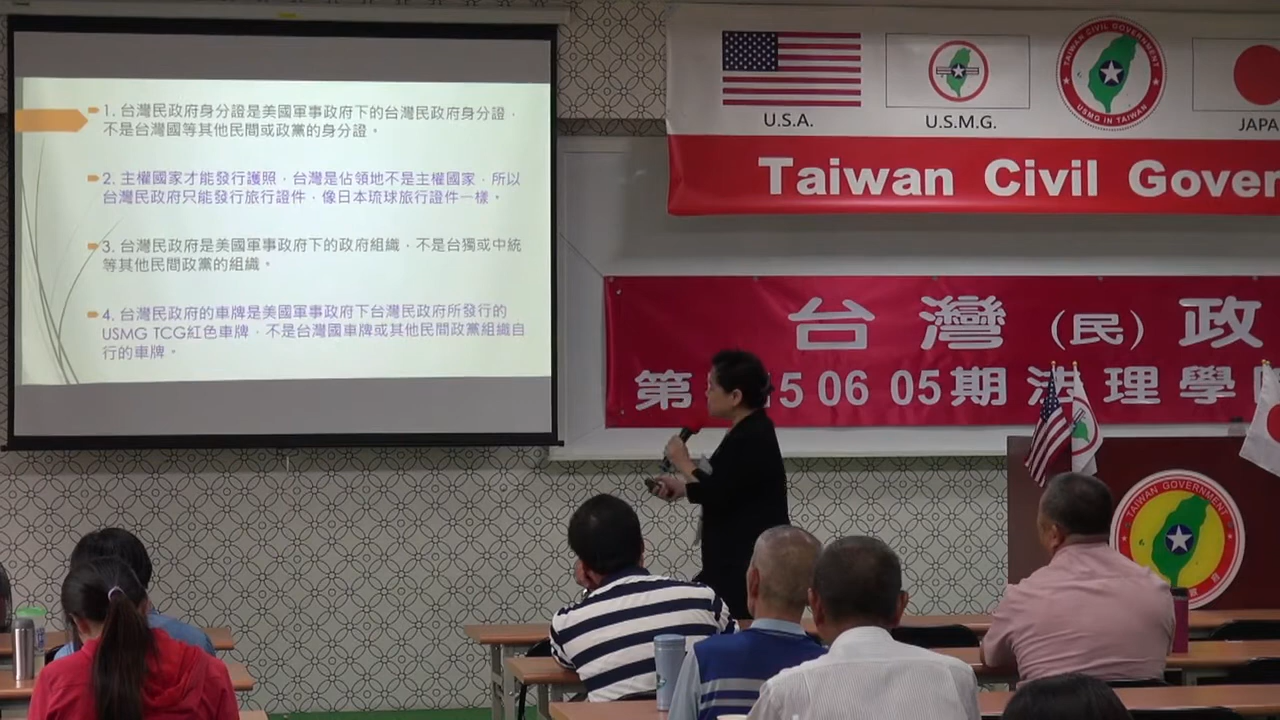 1. 台灣民政府身分證是美國軍事政府下的台灣民政府身分證，
不是台灣國等其他民間或政黨的身分證。
2. 主權國家才能發行護照，台灣是佔領地不是主權國家，所以
台灣民政府只能發行旅行證件，像日本琉球旅行證件一樣。
3. 台灣民政府是美國軍事政府下的政府組織，不是台獨或中統
等其他民間政黨的組織。
4. 台灣民政府的車牌是美國軍事政府下台灣民政府所發行的
USMG TCG紅色車牌，不是台灣國車牌或其他民間政黨組織自
行的車牌。
U.S.A.
U.S.M.G.
TAIWAN CIVIL GOVERNMENT
USMG IN TAIWAN
JAPA
Taiwan Civil Gover
台灣(民)政
第 5 06 05期法理學
TAIWAN GOVERNMENT